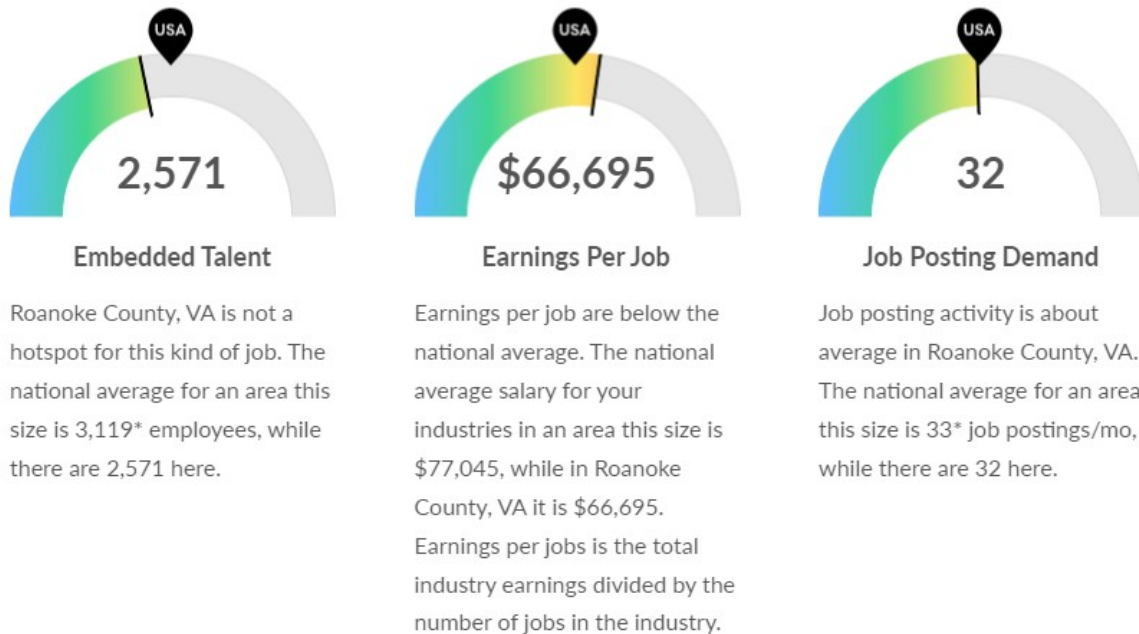 USA
2,571
Embedded Talent
Roanoke County, VA is not a
hotspot for this kind of job. The
national average for an area this
size is 3,119* employees, while
there are 2,571 here.
USA
$66,695
Earnings Per Job
Earnings per job are below the
national average. The national
average salary for your
industries in an area this size is
$77,045, while in Roanoke
County, VA it is $66,695.
Earnings per jobs is the total
industry earnings divided by the
number of jobs in the industry.
USA
32
Job Posting Demand
Job posting activity is about
average in Roanoke County, VA.
The national average for an area
this size is 33* job postings/mo,
while there are 32 here.